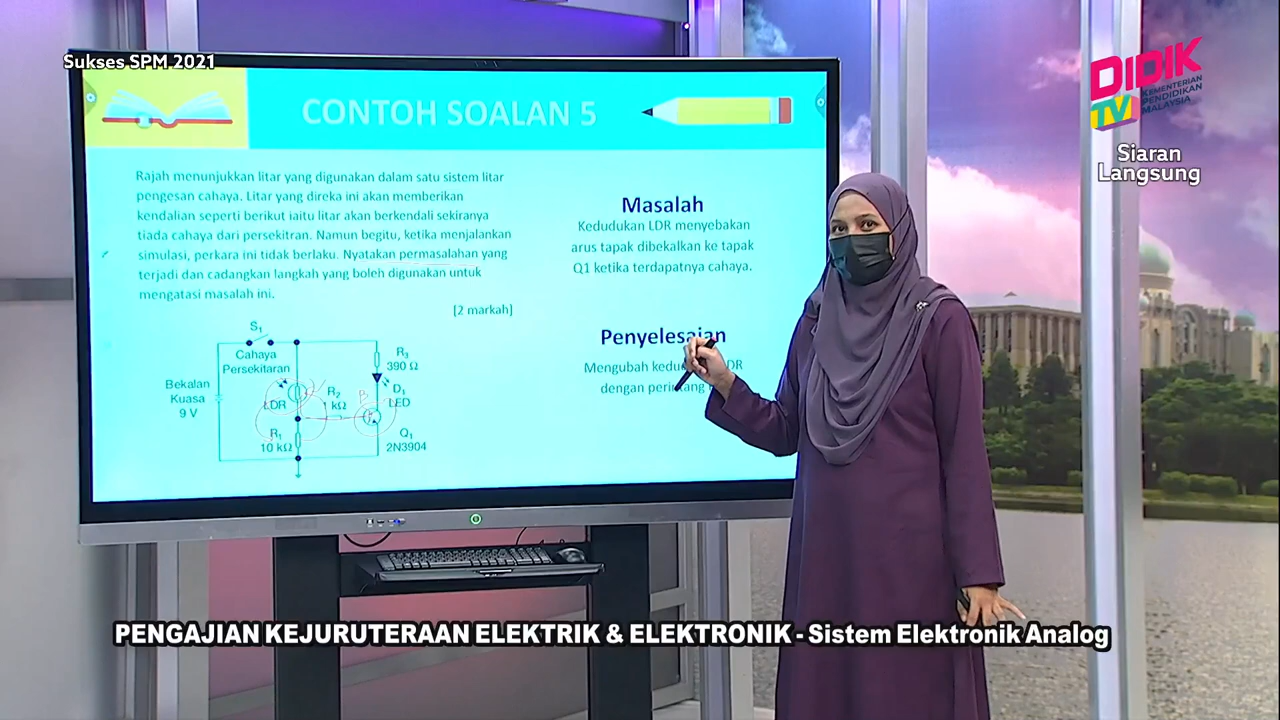 Sukses SPM 2021
DIDIK
TV
KEMENTERIAN
PENDIDIKAN
MALAYSIA
Siaran
Langsung
CONTOH SOALAN 5
Rajah menunjukkan litar yang digunakan dalam satu sistem litar
pengesan cahaya. Litar yang direka ini akan memberikan
kendalian seperti berikut iaitu litar akan berkendali sekiranya
tiada cahaya dari persekitran. Namun begitu, ketika menjalankan
simulasi, perkara ini tidak berlaku. Nyatakan permasalahan yang
terjadi dan cadangkan langkah yang boleh digunakan untuk
mengatasi masalah ini.
[2 markah]
S1
Cahaya
Persekitaran
Bekalan
Kuasa
9 V
LDR
R1
10 kΩ
R2
1 kΩ
R3
390 Ω
D1
LED
Q1
2N3904
Masalah
Kedudukan LDR menyebakan
arus tapak dibekalkan ke tapak
Q1 ketika terdapatnya cahaya.
Penyelesaian
Mengubah DR
dengan
PENGAJIAN KEJURUTERAAN ELEKTRIK & ELEKTRONIK - Sistem Elektronik Analog